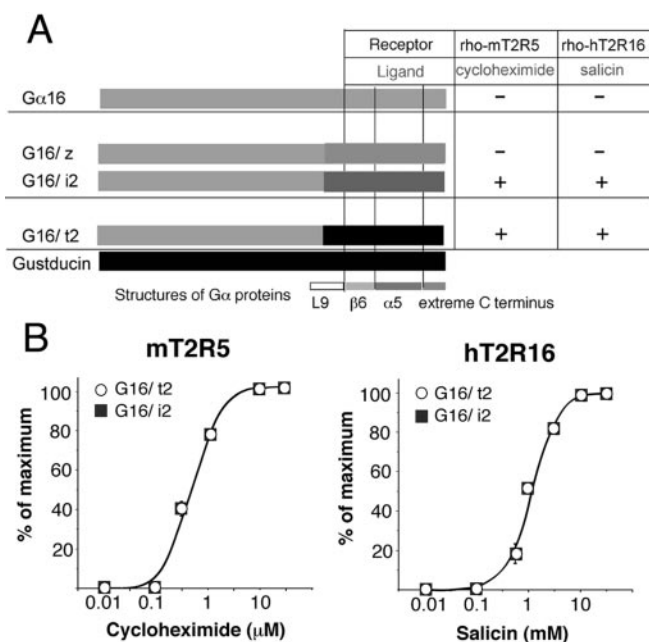 A
Receptor rho-mT2R5 rho-hT2R16
Ligand cycloheximide salicin
Gα16 − −
G16/ z − −
G16/ i2 + +
G16/ t2 + +
Gustducin
Structures of Gα proteins L9 β6 α5 extreme C terminus
B
mT2R5
G16/ t2
G16/ i2
% of maximum
100
80
60
40
20
0.01 0.1 1 10
Cycloheximide (μM)
hT2R16
G16/ t2
G16/ i2
% of maximum
100
80
60
40
20
0.01 0.1 1 10
Salicin (mM)